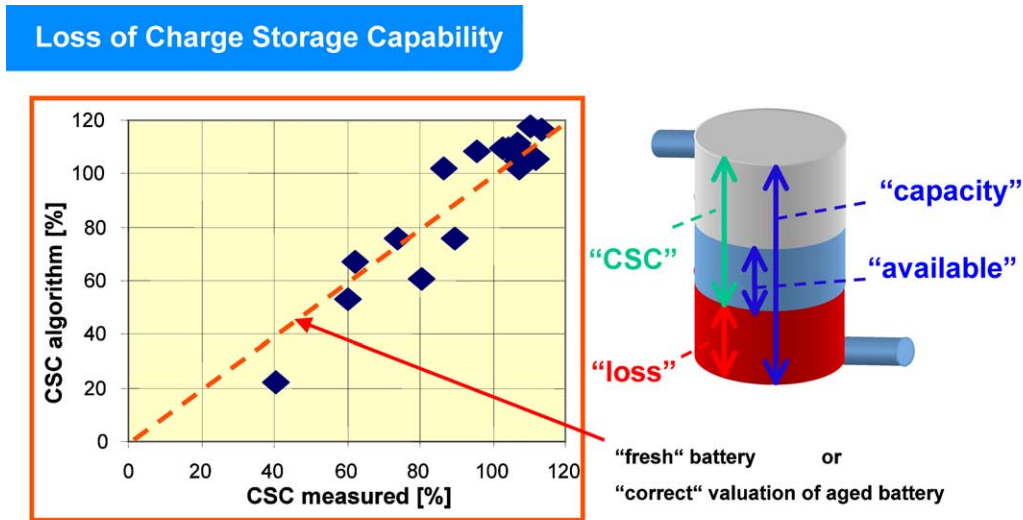 Loss of Charge Storage Capability
120
100
80
60
40
20
0
CSC algorithm [%]
0 20 40 60 80 100 120
CSC measured [%]
“capacity”
“CSC”
“available”
“loss”
“fresh“ battery or
“correct“ valuation of aged battery